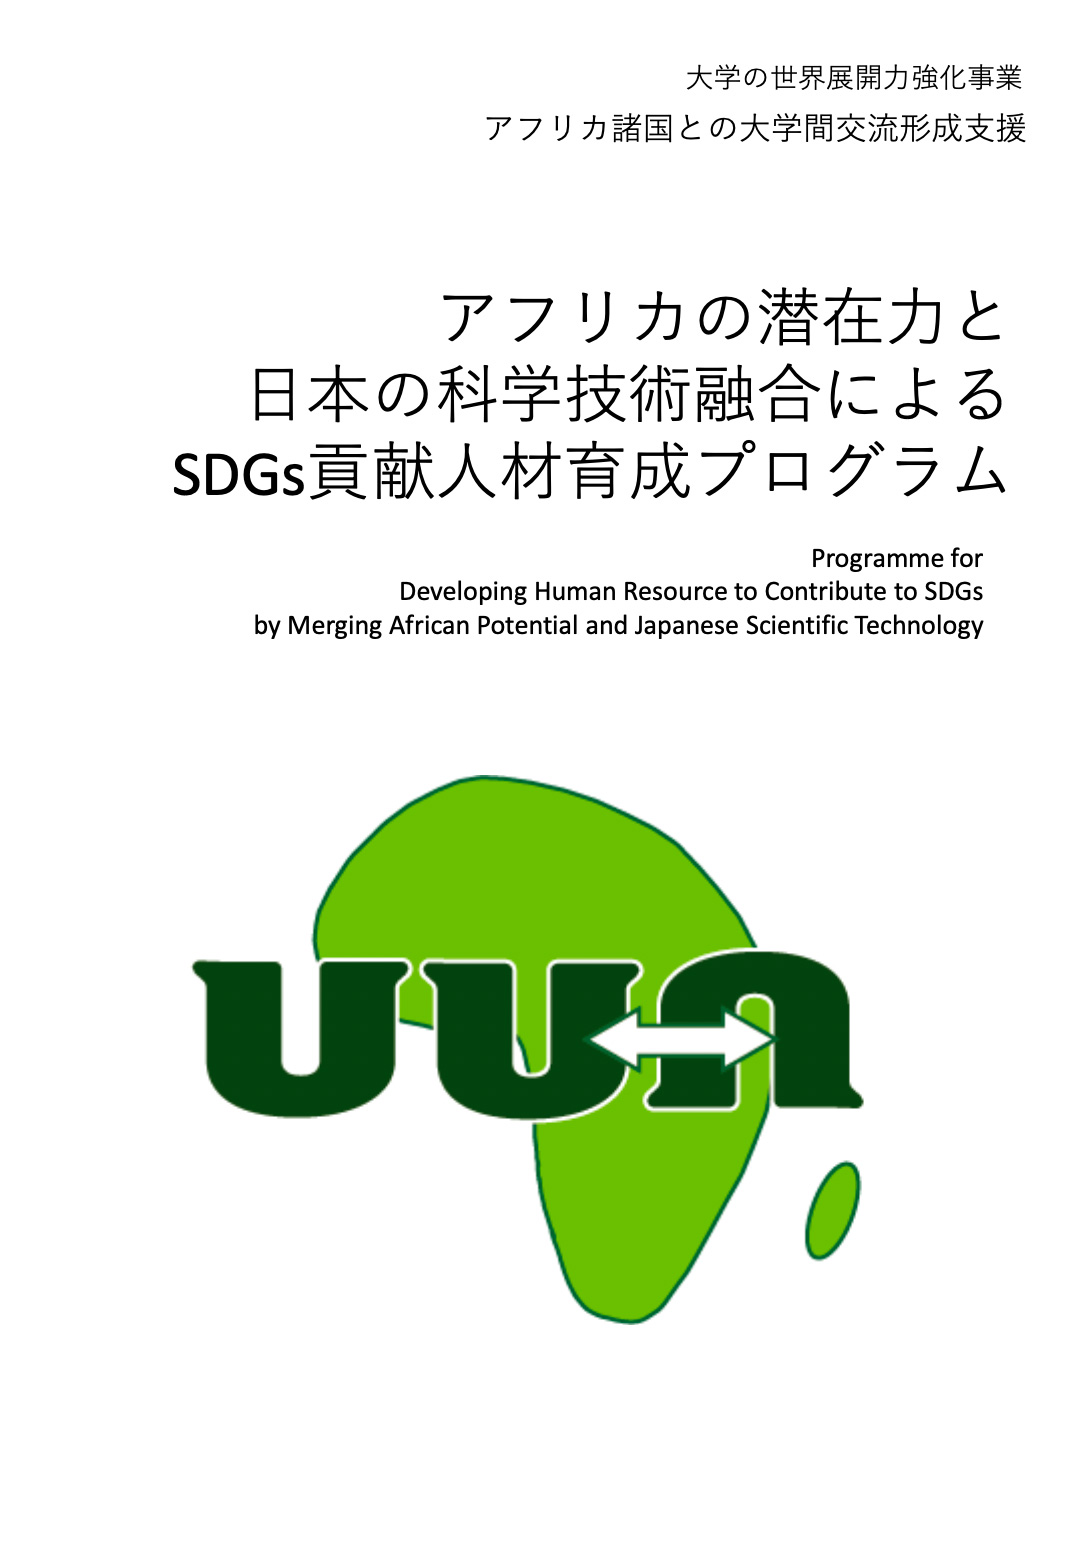 大学の世界展開力強化事業
アフリカ諸国との大学間交流形成支援
アフリカの潜在力と
日本の科学技術融合による
SDGs貢献人材育成プログラム
Programme for
Developing Human Resource to Contribute to SDGs
by Merging African Potential and Japanese Scientific Technology
UUn